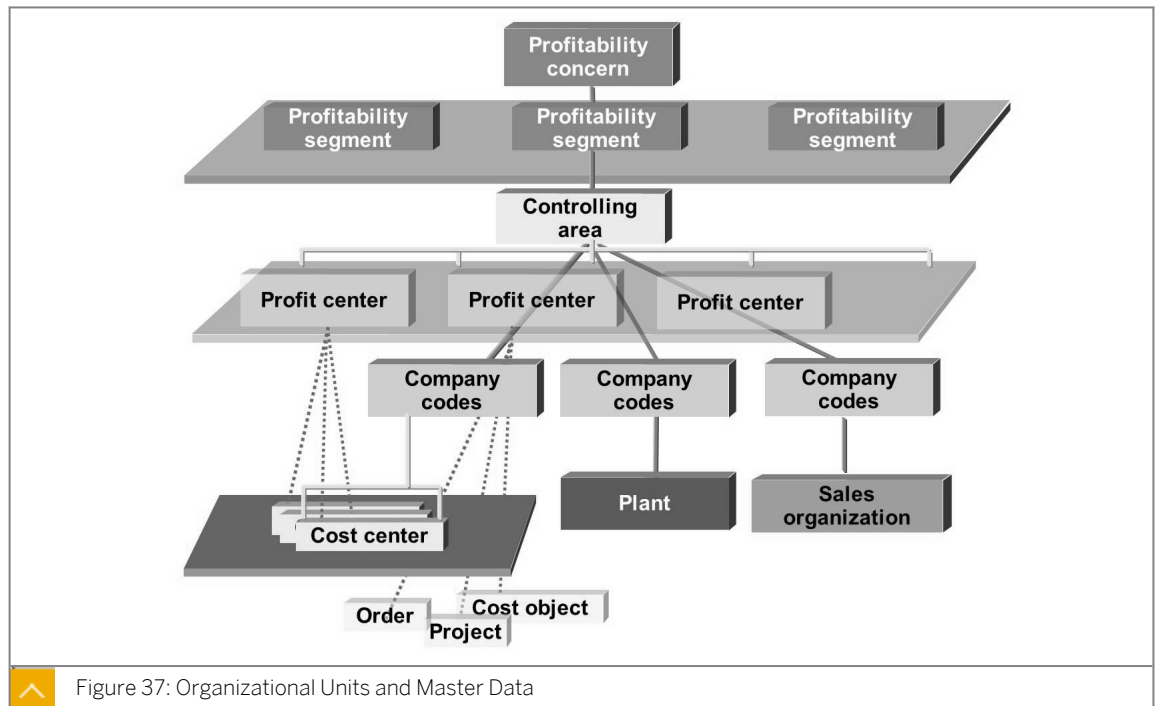 Profitability
concern
Profitability
segment
Profitability
segment
Profitability
segment
Controlling
area
Profit center
Profit center
Profit center
Company
codes
Company
codes
Company
codes
Plant
Sales
organization
Cost center
Order
Project
Cost object
Figure 37: Organizational Units and Master Data